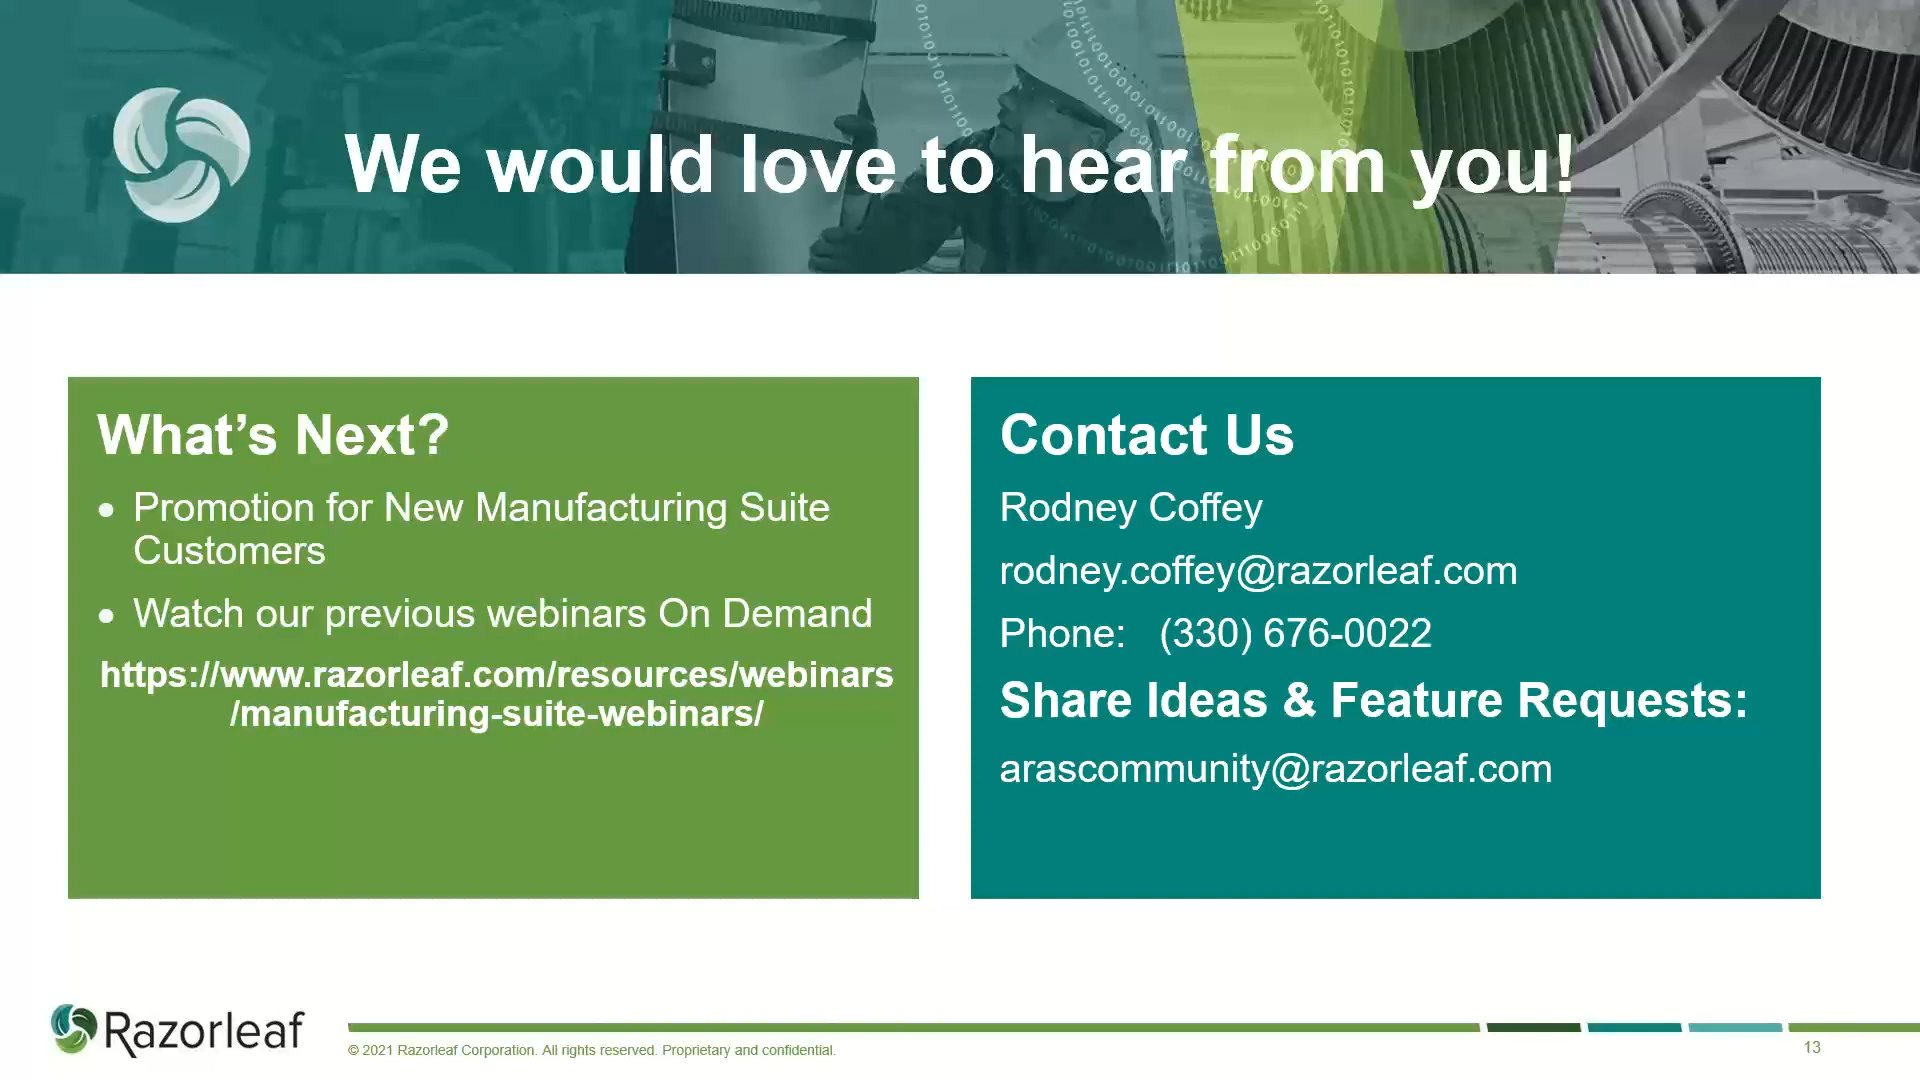 We would love to hear from you!
What’s Next?
● Promotion for New Manufacturing Suite
Customers
● Watch our previous webinars On Demand
https://www.razorleaf.com/resources/webinars
/manufacturing-suite-webinars/
Contact Us
Rodney Coffey
rodney.coffey@razorleaf.com
Phone: (330) 676-0022
Share Ideas & Feature Requests:
arascommunity@razorleaf.com
Razorleaf
© 2021 Razorleaf Corporation. All rights reserved. Proprietary and confidential.
13